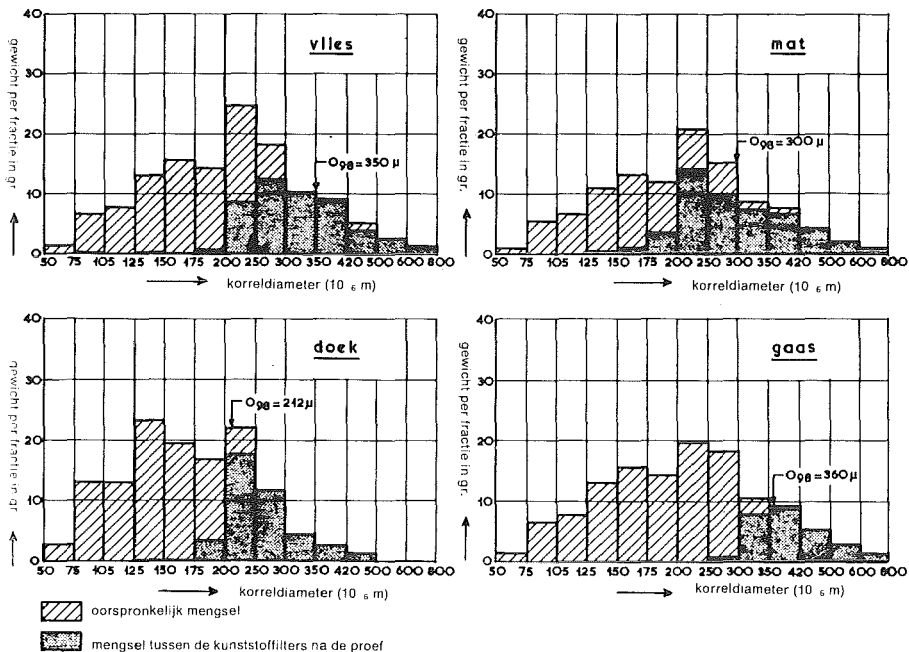 vlies
gewicht per fractie in gr.
40
30
20
10
0
O98=350 µ
50 75 105 125 150 175 200 250 300 350 420 500 600 800
korreldiameter (10 6 m)
mat
gewicht per fractie in gr.
40
30
20
10
0
O98=300 µ
50 75 105 125 150 175 200 250 300 350 420 500 600 800
korreldiameter (10 6 m)
doek
gewicht per fractie in gr
40
30
20
10
0
O98=212 µ
50 75 105 125 150 175 200 250 300 350 420 500 600 800
korreldiameter (10 6 m)
gaas
gewicht per fractie in gr.
40
30
20
10
0
O98=360 µ
50 75 105 125 150 175 200 250 300 350 420 500 600 800
korreldiameter (10 6 m)
oorspronkelijk mengsel
mengsel tussen de kunststoffilters na de proef